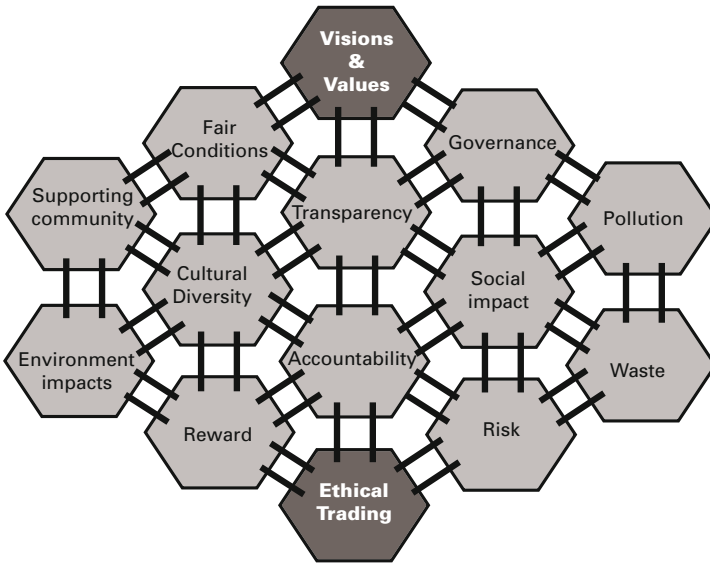 Visions
&
Values
Fair
Conditions
Governance
Supporting
community
Transparency
Pollution
Cultural
Diversity
Social
impact
Environment
impacts
Accountability
Waste
Reward
Risk
Ethical
Trading